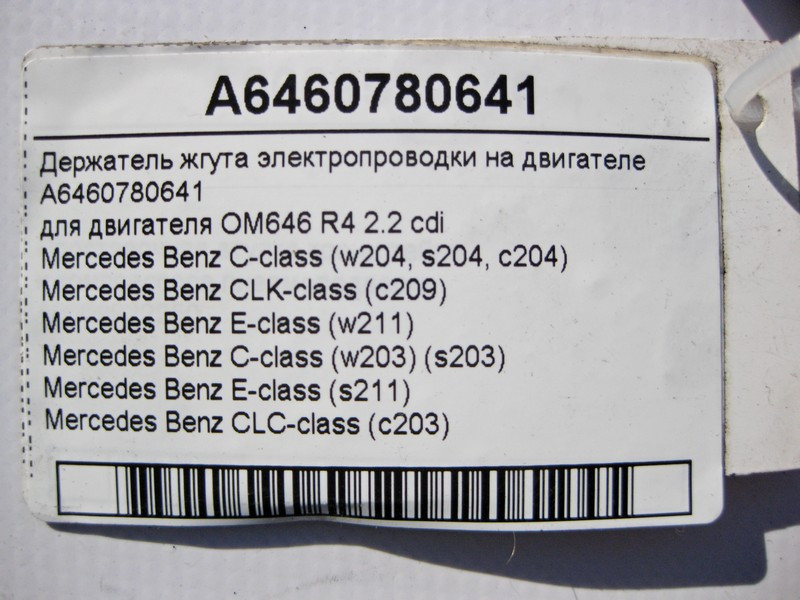 A6460780641
Держатель жгута электропроводки на двигателе
A6460780641
для двигателя OM646 R4 2.2 cdi
Mercedes Benz C-class (w204, s204, c204)
Mercedes Benz CLK-class (c209)
Mercedes Benz E-class (w211)
Mercedes Benz C-class (w203) (s203)
Mercedes Benz E-class (s211)
Mercedes Benz CLC-class (c203)